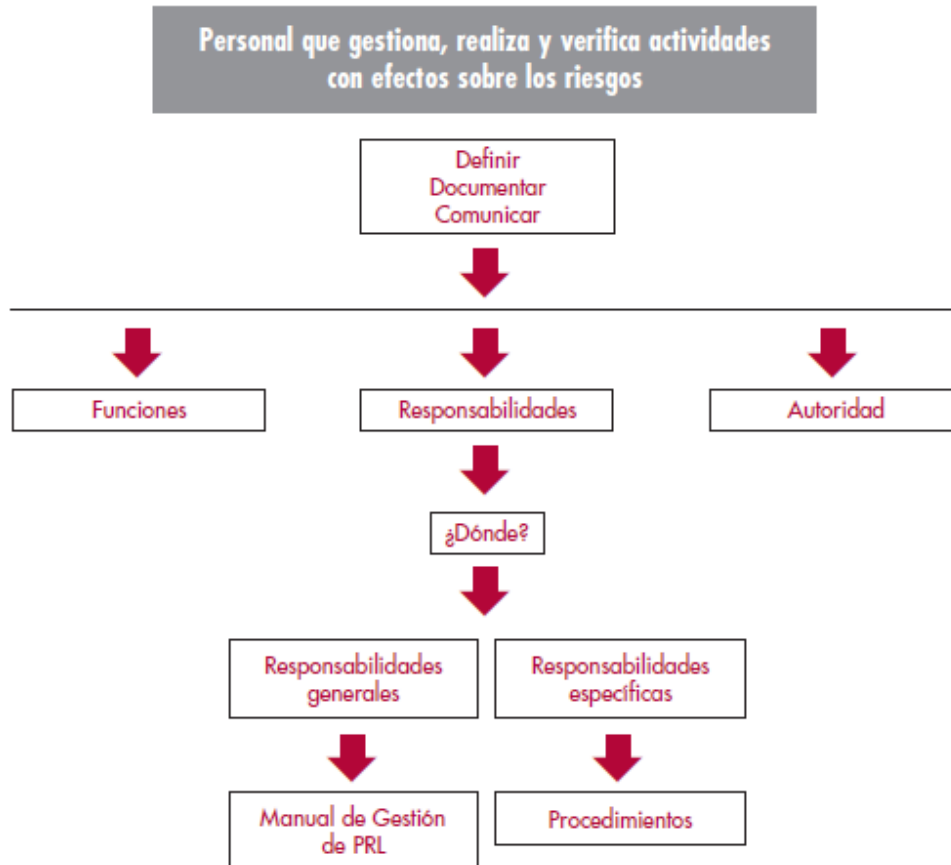 Personal que gestiona, realiza y verifica actividades
con efectos sobre los riesgos
Definir
Documentar
Comunicar
Funciones
Responsabilidades
Autoridad
¿Dónde?
Responsabilidades
generales
Responsabilidades
específicas
Manual de Gestión
de PRL
Procedimientos